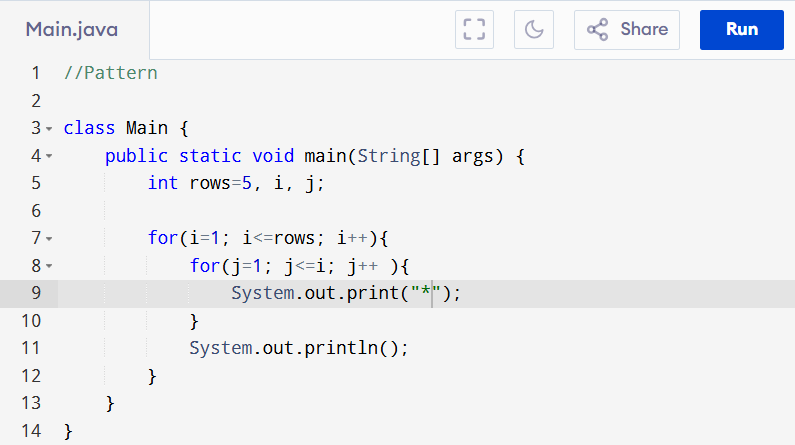 Main.java
Share
Run
1 //Pattern
2
3 class Main {
4     public static void main(String[] args) {
5         int rows=5, i, j;
6
7         for(i=1; i<=rows; i++){
8             for(j=1; j<=i; j++ ){
9                 System.out.print("*");
10             }
11             System.out.println();
12         }
13     }
14 }